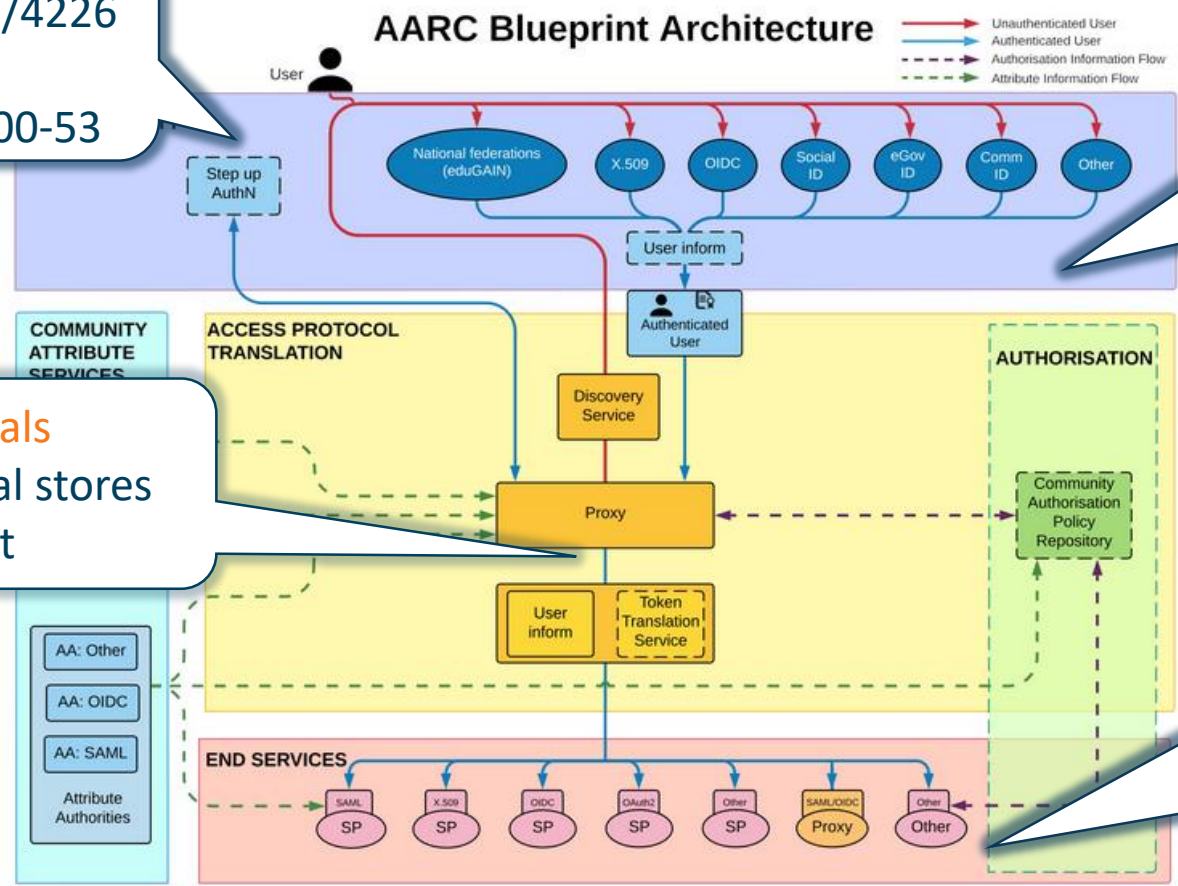 /4226
00-53
AARC Blueprint Architecture
Unauthenticated User
Authenticated User
Authorisation Information Flow
Attribute Information Flow
User
Step up
AuthN
National federations
(eduGAIN)
X.509
OIDC
Social
ID
eGov
ID
Comm
ID
Other
User inform
Authenticated
User
COMMUNITY
ATTRIBUTE
SERVICES
ACCESS PROTOCOL
TRANSLATION
AUTHORISATION
Discovery
Service
als
al stores
t
Proxy
Community
Authorisation
Policy
Repository
User
inform
Token
Translation
Service
AA: Other
AA: OIDC
AA: SAML
Attribute
Authorities
END SERVICES
SAML
SP
X.509
SP
OIDC
SP
OAuth2
SP
Other
SP
SAML/OIDC
Proxy
Other
Other